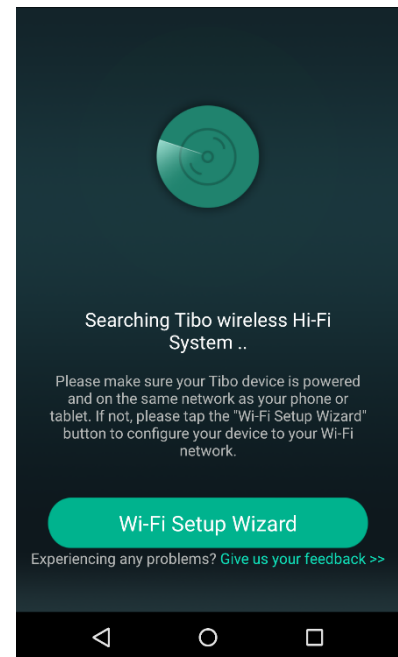 Searching Tibo wireless Hi-Fi
System ..
Please make sure your Tibo device is powered
and on the same network as your phone or
tablet. If not, please tap the "Wi-Fi Setup Wizard"
button to configure your device to your Wi-Fi
network.
Wi-Fi Setup Wizard
Experiencing any problems? Give us your feedback >>